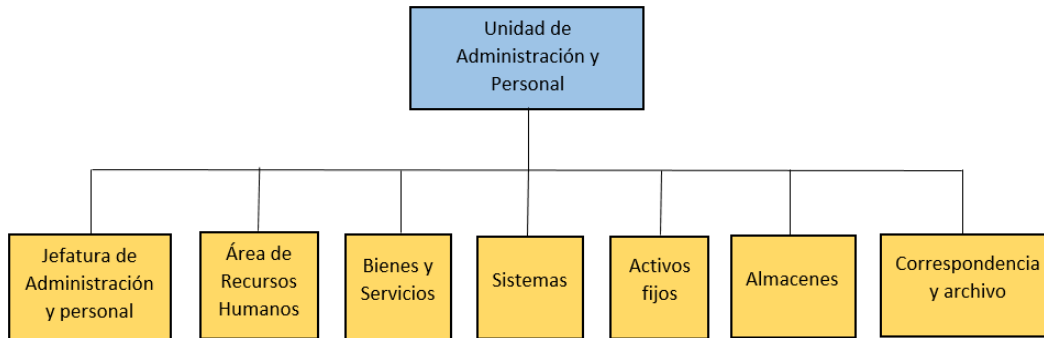 Unidad de
Administración y
Personal
Jefatura de
Administración
y personal
Área de
Recursos
Humanos
Bienes y
Servicios
Sistemas
Activos
fijos
Almacenes
Correspondencia
y archivo